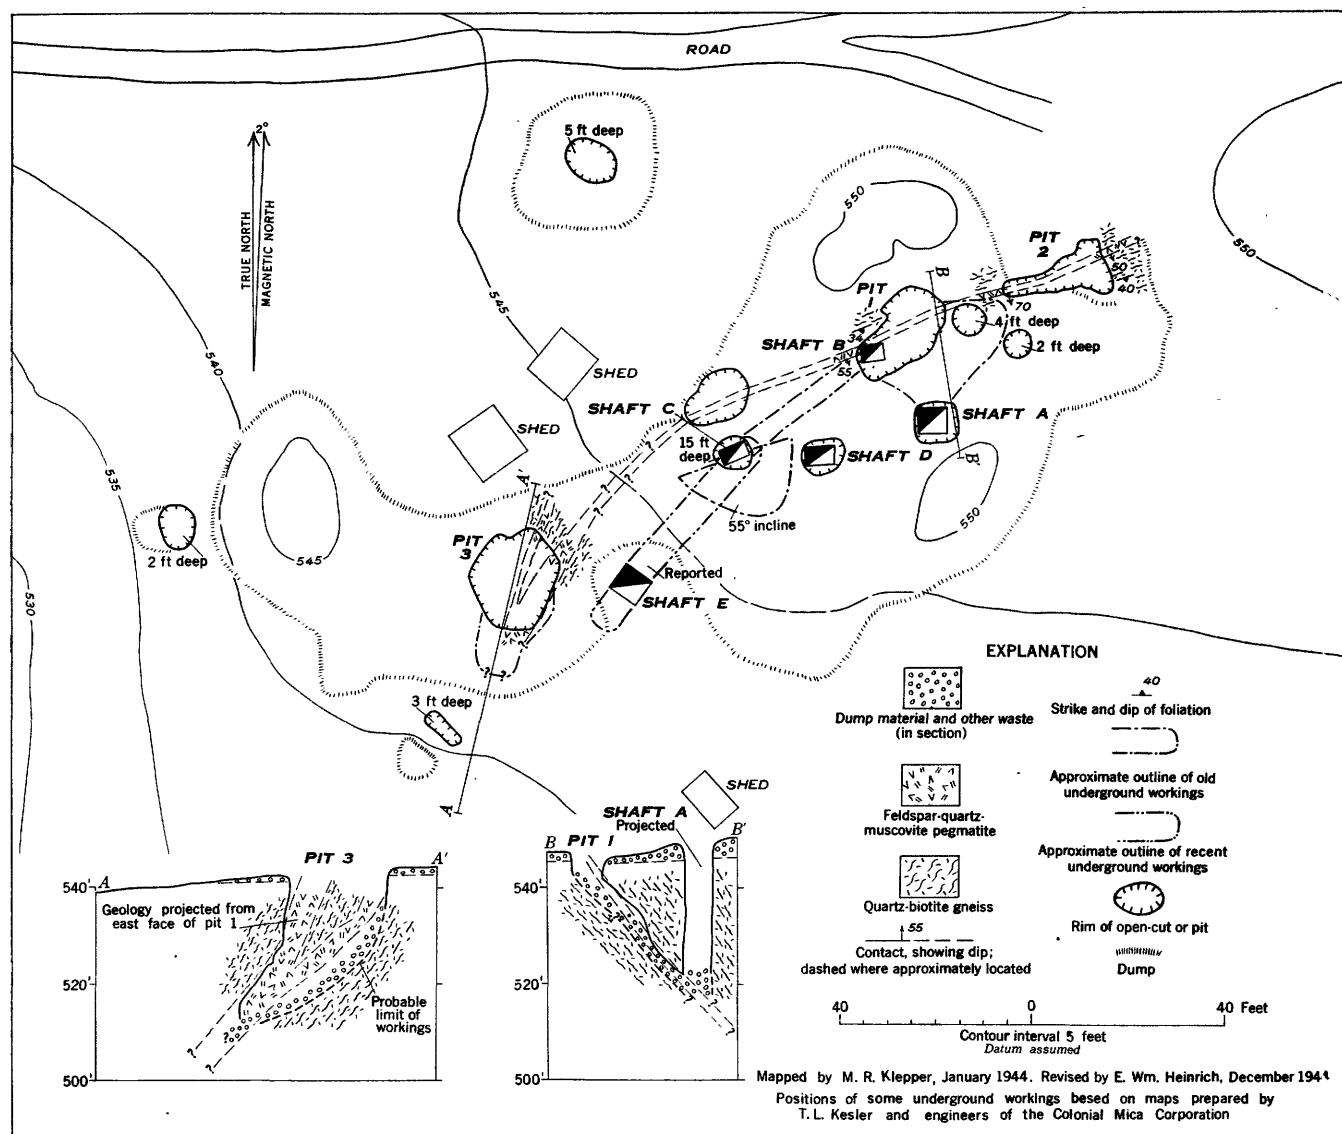 ROAD
5 ft deep
2°
TRUE NORTH
MAGNETIC NORTH
550
550
PIT
2
B
50
40
545
PIT
1
70
4 ft deep
540
34
SHAFT B
2 ft deep
55
SHED
SHAFT C
SHAFT A
SHED
15 ft
deep
SHAFT D
B'
535
A'
550
55° incline
PIT
3
545
2 ft deep
Reported
530
SHAFT E
3 ft deep
A
EXPLANATION
Dump material and other waste
(in section)
Feldspar-quartz-
muscovite pegmatite
Quartz-biotite gneiss
55
Contact, showing dip;
dashed where approximately located
40
Strike and dip of foliation
Approximate outline of old
underground workings
Approximate outline of recent
underground workings
Rim of open-cut or pit
Dump
SHED
SHAFT A
Projected
B PIT 1 B'
540'
520'
500'
PIT 3
A A'
540'
Geology projected from
east face of pit 1
520'
Probable
limit of
workings
500'
40 0 40 Feet
Contour interval 5 feet
Datum assumed
Mapped by M. R. Klepper, January 1944. Revised by E. Wm. Heinrich, December 194
Positions of some underground workings besed on maps prepared by
T. L. Kesler and engineers of the Colonial Mica Corporation